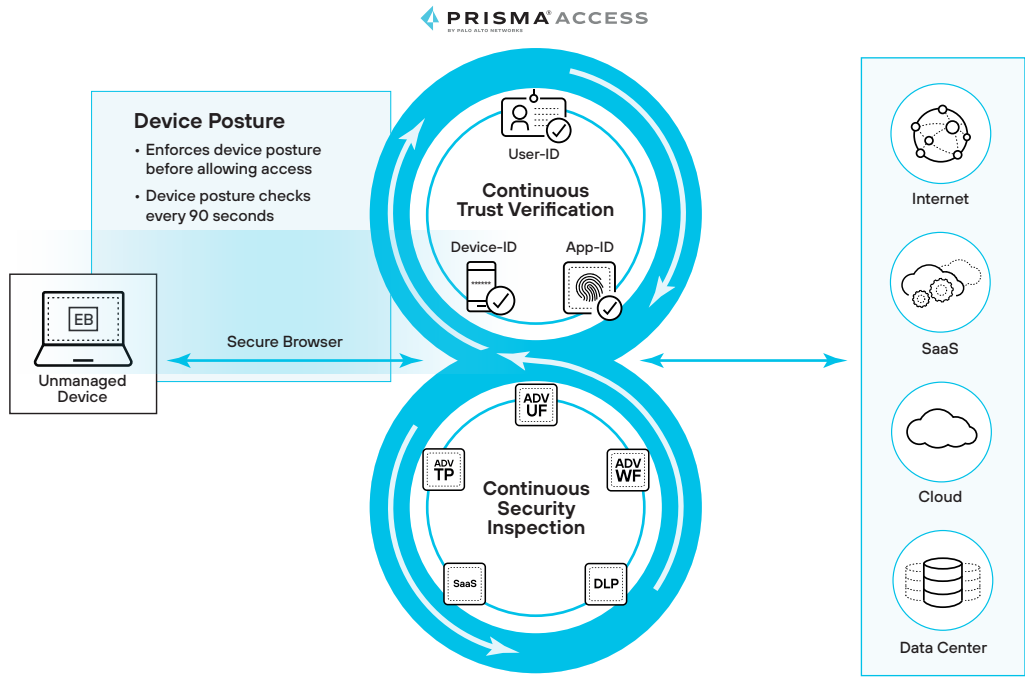 PRISMA® ACCESS
BY PALO ALTO NETWORKS
Device Posture
• Enforces device posture
before allowing access
• Device posture checks
every 90 seconds
EB
Unmanaged
Device
Secure Browser
User-ID
Continuous
Trust Verification
Device-ID
App-ID
******
ADV
UF
ADV
TP
ADV
WF
Continuous
Security
Inspection
SaaS
DLP
Internet
SaaS
Cloud
Data Center